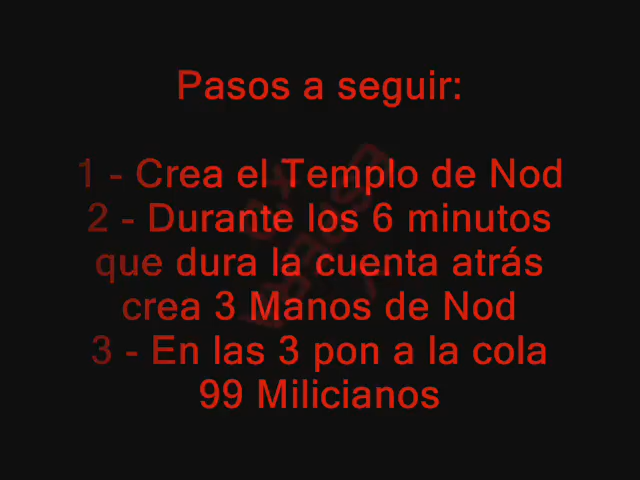 Pasos a seguir:
1 - Crea el Templo de Nod
2 - Durante los 6 minutos
que dura la cuenta atrás
crea 3 Manos de Nod
3 - En las 3 pon a la cola
99 Milicianos